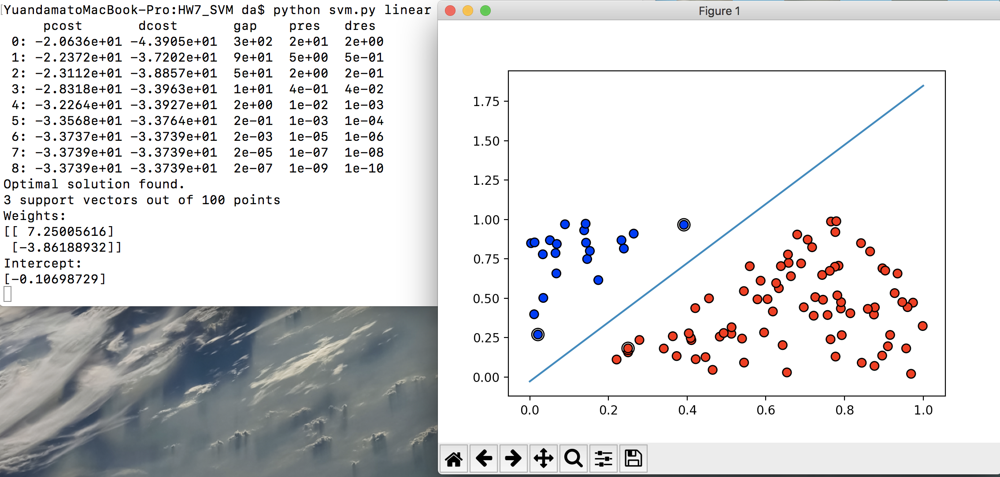 YuandamatoMacBook-Pro:HW7_SVM da$ python svm.py linear
pcost dcost gap pres dres
0: -2.0636e+01 -4.3905e+01 3e+02 2e+01 2e+00
1: -2.2372e+01 -3.7202e+01 9e+01 5e+00 5e-01
2: -2.3112e+01 -3.8857e+01 5e+01 2e+00 2e-01
3: -2.8318e+01 -3.3963e+01 1e+01 4e-01 4e-02
4: -3.2264e+01 -3.3927e+01 2e+00 1e-02 1e-03
5: -3.3568e+01 -3.3764e+01 2e-01 1e-03 1e-04
6: -3.3737e+01 -3.3739e+01 2e-03 1e-05 1e-06
7: -3.3739e+01 -3.3739e+01 2e-05 1e-07 1e-08
8: -3.3739e+01 -3.3739e+01 2e-07 1e-09 1e-10
Optimal solution found.
3 support vectors out of 100 points
Weights:
[[ 7.25005616]
[-3.86188932]]
Intercept:
[-0.10698729]
Figure 1
1.75
1.50
1.25
1.00
0.75
0.50
0.25
0.00
0.0 0.2 0.4 0.6 0.8 1.0